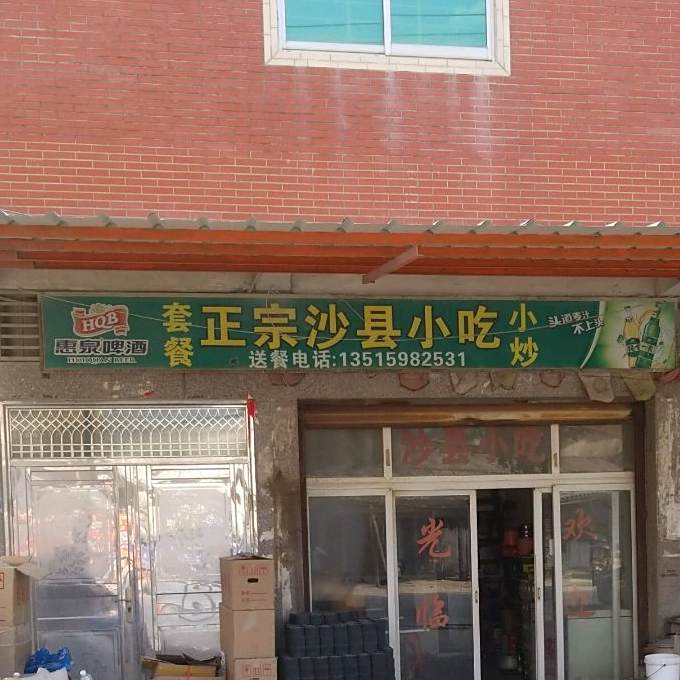 HQB
惠泉啤酒
HUIQUAN BEER
套餐
正宗沙县小吃
送餐电话:13515982531
小炒
头道麦汁
不上头
沙县小吃
光临
欢